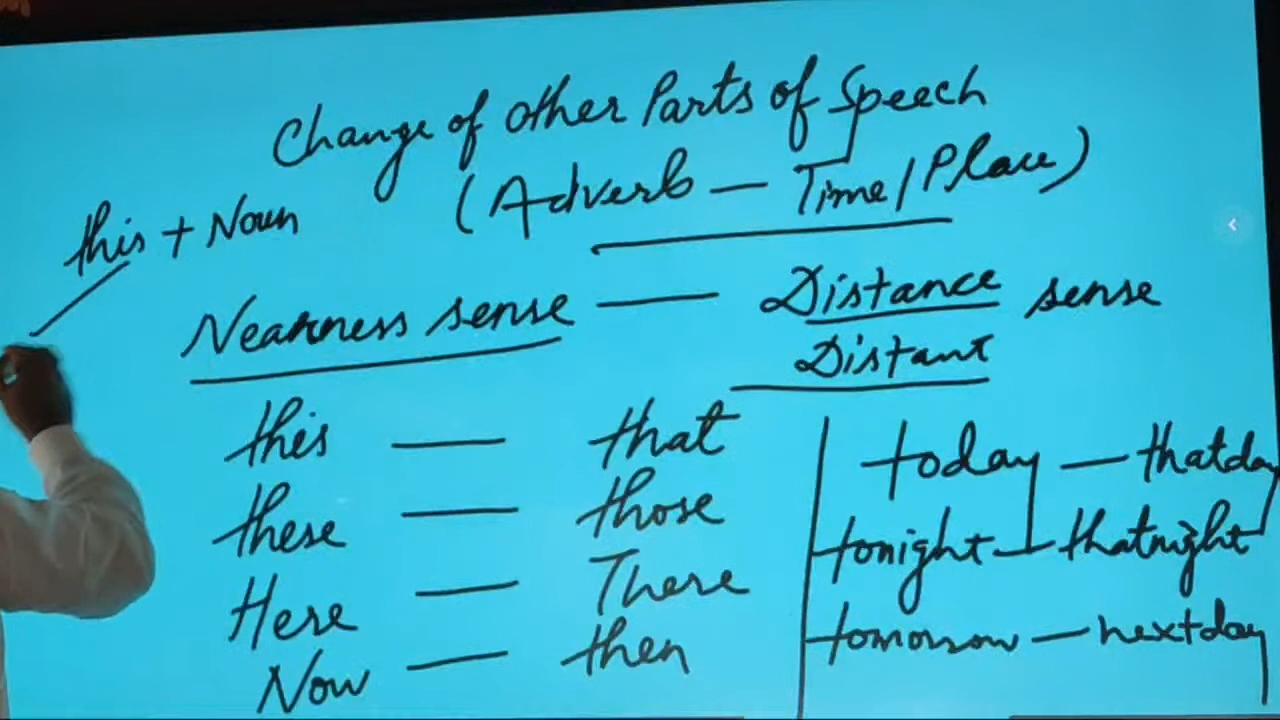 Change of other Parts of Speech
(Adverb — Time/Place)
this + Noun
Nearness sense — Distance sense
Distant
this — that
these — those
Here — There
Now — then
today — thatday
tonight — thatnight
tomorrow — nextday